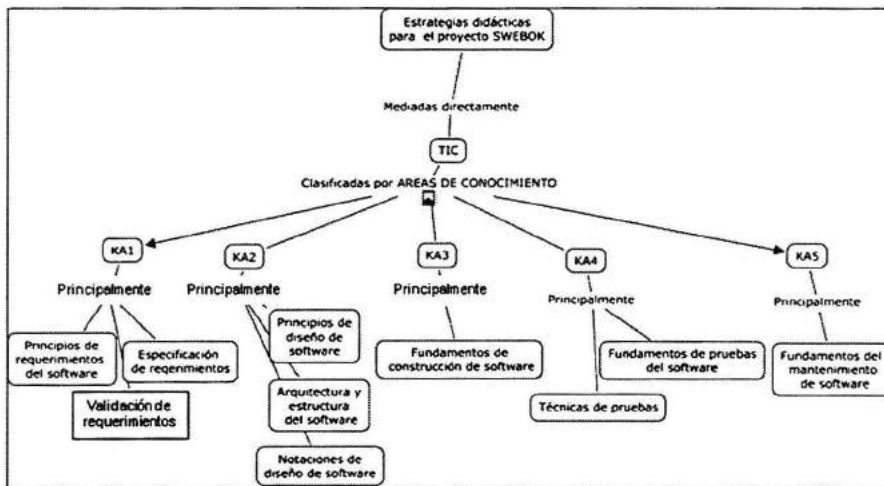 Estrategias didácticas
para el proyecto SWEBOK
Mediadas directamente
TIC
Clasificadas por AREAS DE CONOCIMIENTO
KA1
KA2
KA3
KA4
KA5
Principalmente
Principalmente
Principalmente
Principalmente
Principalmente
Principios de
requerimientos
del software
Especificación
de reqerimientos
Validación de
requerimientos
Principios de
diseño de
software
Arquitectura y
estructura
del software
Notaciones de
diseño de software
Fundamentos de
construcción de software
Fundamentos de pruebas
del software
Técnicas de pruebas
Fundamentos del
mantenimiento
de software